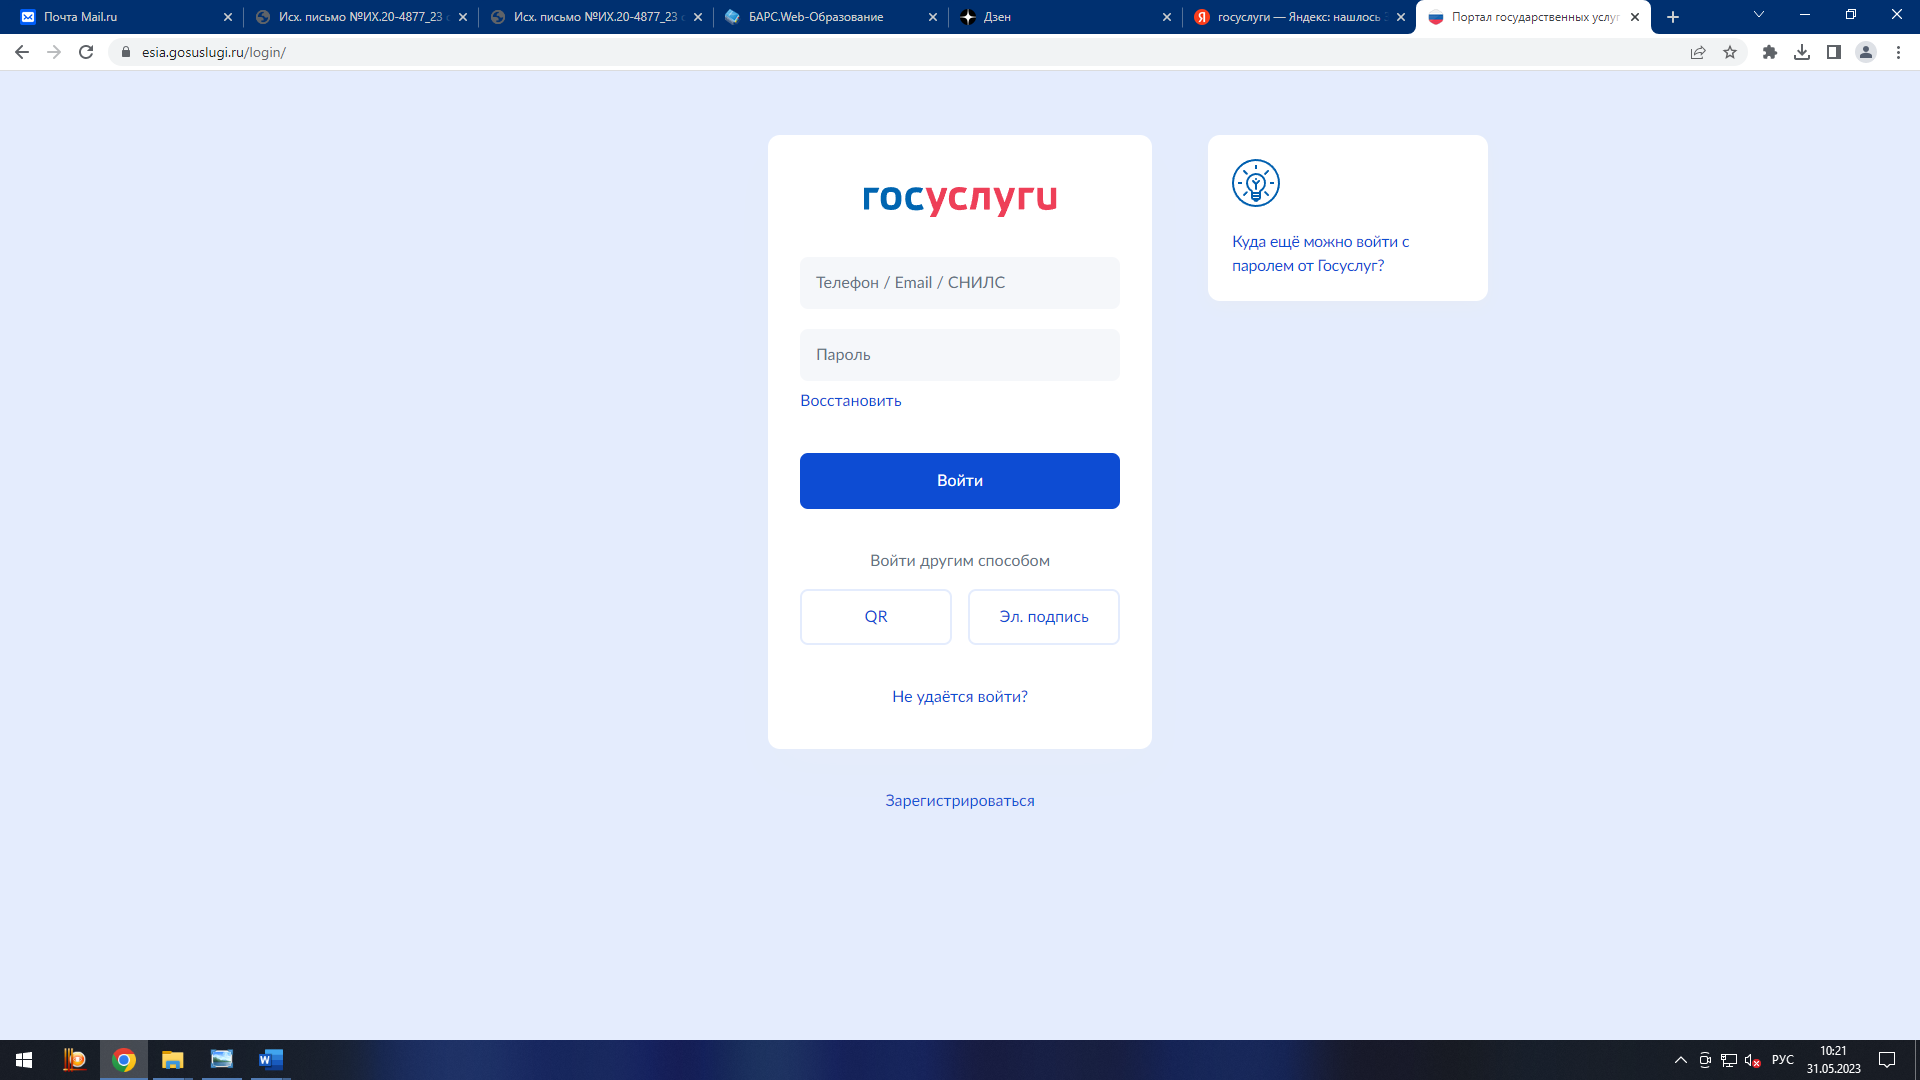 Почта Mail.ru
Исх. письмо №ИХ.20-4877_23
Исх. письмо №ИХ.20-4877_23
БАРС.Web-Образование
Дзен
госуслуги — Яндекс: нашлось
Портал государственных услуг
esia.gosuslugi.ru/login/
госуслуги
Телефон / Email / СНИЛС
Пароль
Восстановить
Войти
Войти другим способом
QR
Эл. подпись
Не удаётся войти?
Зарегистрироваться
Куда ещё можно войти с
паролем от Госуслуг?
РУС
10:21
31.05.2023